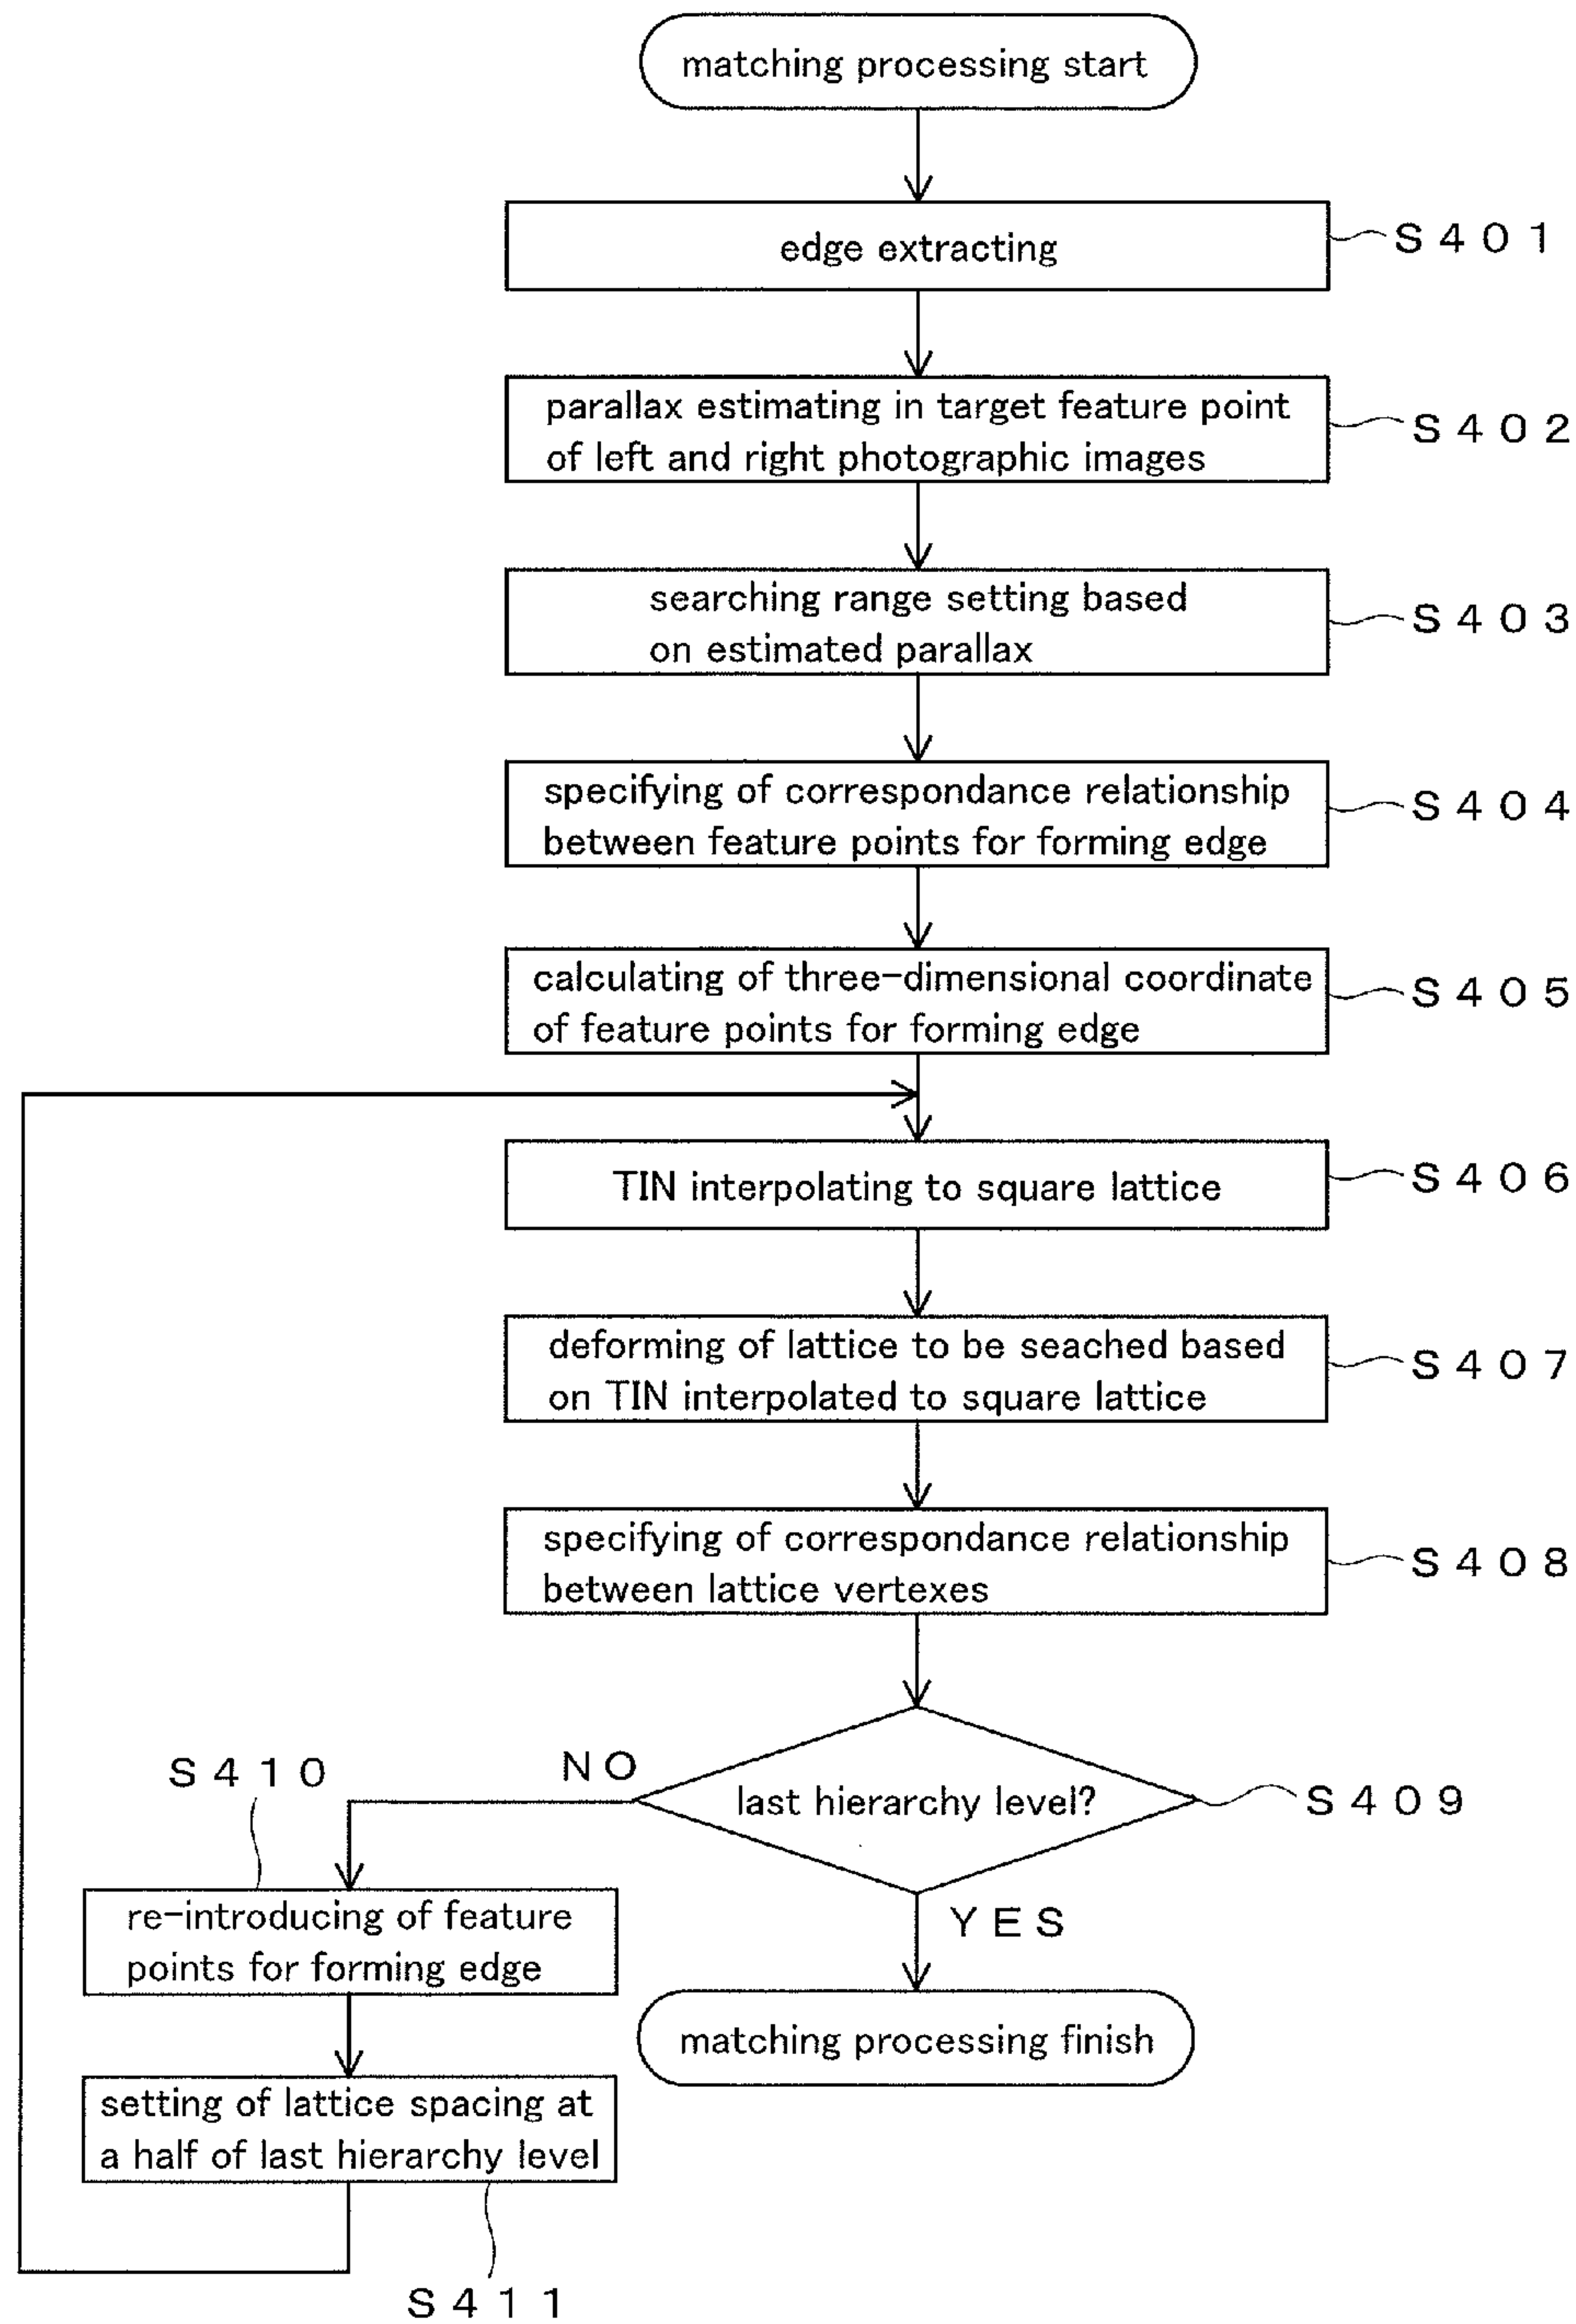 matching processing start
edge extracting
S401
parallax estimating in target feature point
of left and right photographic images
S402
searching range setting based
on estimated parallax
S403
specifying of correspondance relationship
between feature points for forming edge
S404
calculating of three-dimensional coordinate
of feature points for forming edge
S405
TIN interpolating to square lattice
S406
deforming of lattice to be seached based
on TIN interpolated to square lattice
S407
specifying of correspondance relationship
between lattice vertexes
S408
last hierarchy level?
S409
NO
YES
S410
re-introducing of feature
points for forming edge
matching processing finish
setting of lattice spacing at
a half of last hierarchy level
S411